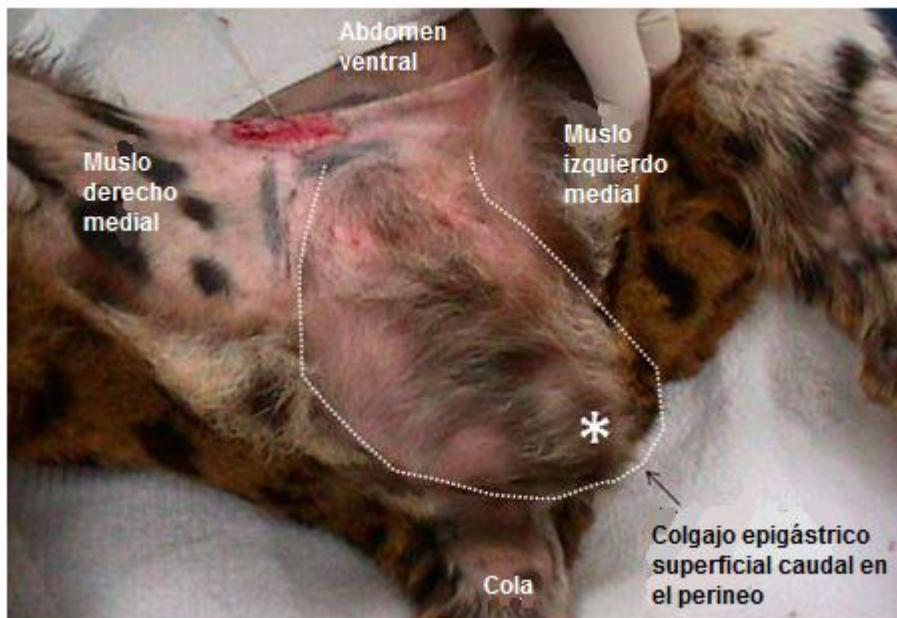 Abdomen
ventral
Muslo
derecho
medial
Muslo
izquierdo
medial
*
Colgajo epigástrico
superficial caudal en
el perineo
Cola